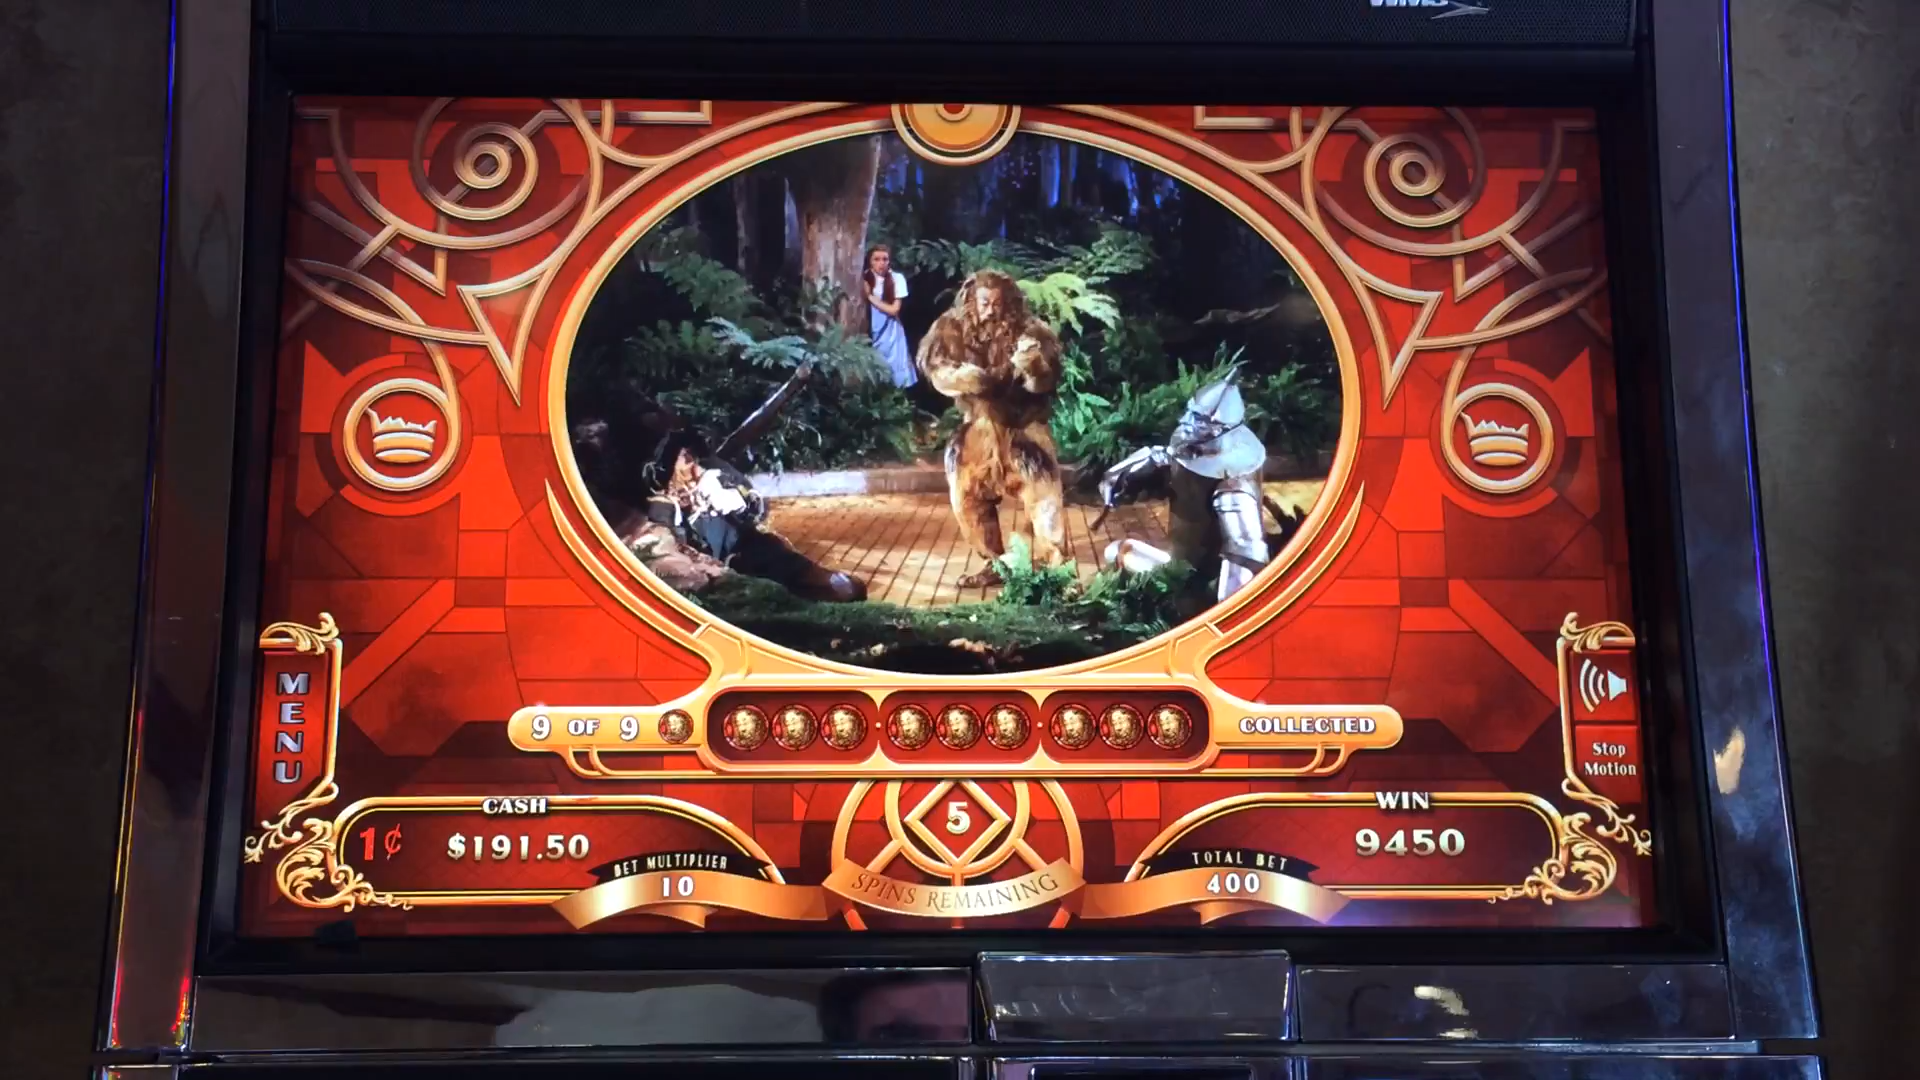 WMS
MENU
9 OF 9
COLLECTED
Stop
Motion
CASH
1¢ $191.50
BET MULTIPLIER
10
5
SPINS REMAINING
WIN
9450
TOTAL BET
400